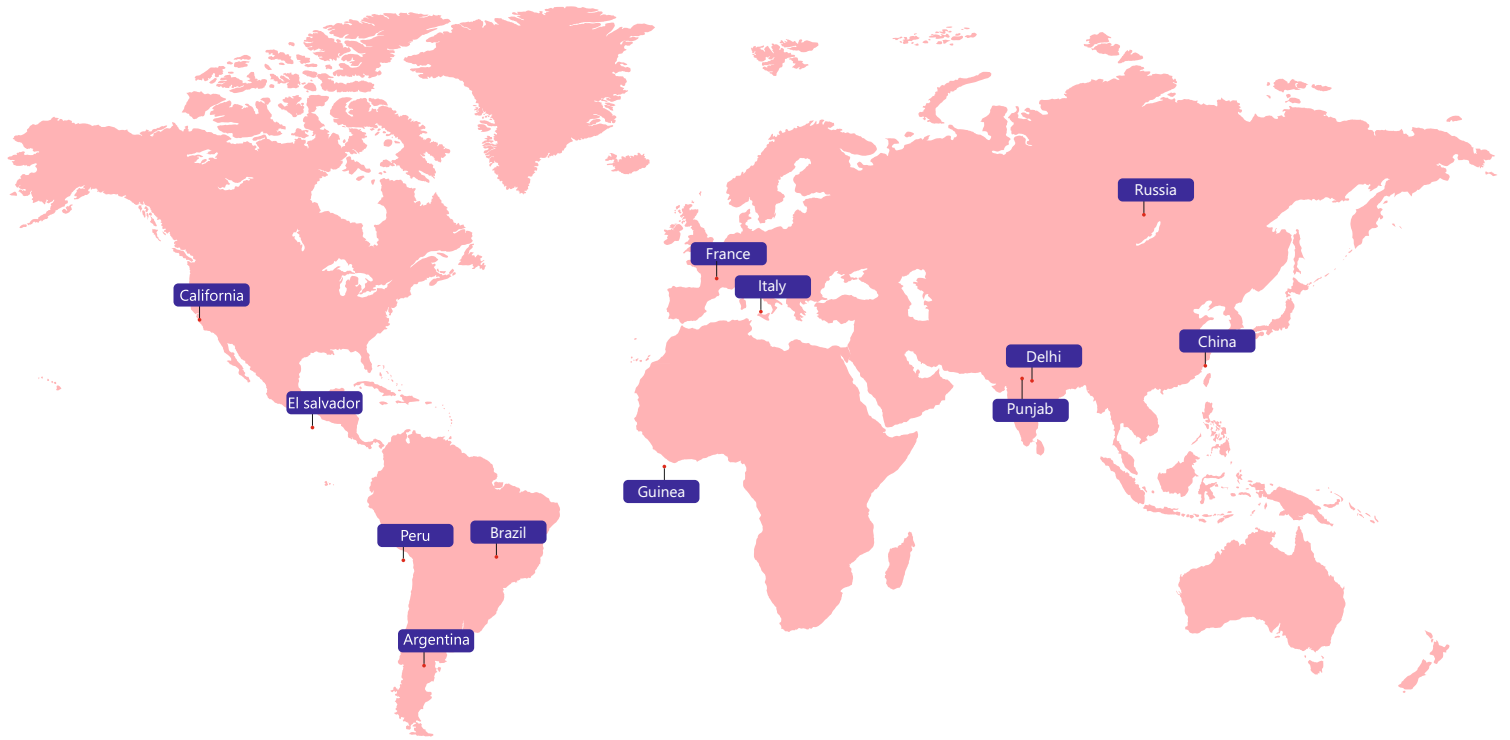 Russia
France
Italy
California
China
Delhi
El salvador
Punjab
Guinea
Brazil
Peru
Argentina